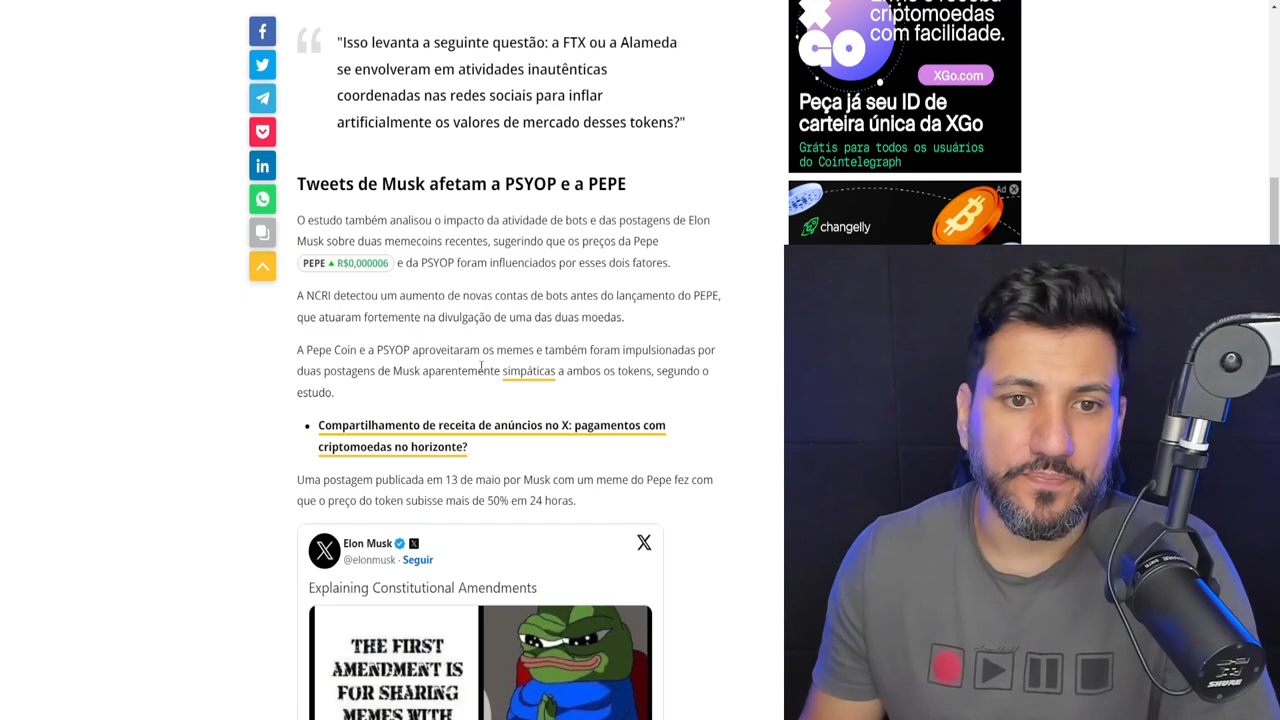 "Isso levanta a seguinte questão: a FTX ou a Alameda
se envolveram em atividades inautênticas
coordenadas nas redes sociais para inflar
artificialmente os valores de mercado desses tokens?"
Tweets de Musk afetam a PSYOP e a PEPE
O estudo também analisou o impacto da atividade de bots e das postagens de Elon
Musk sobre duas memecoins recentes, sugerindo que os preços da Pepe
PEPE ▲ R$0,000006 e da PSYOP foram influenciados por esses dois fatores.
A NCRI detectou um aumento de novas contas de bots antes do lançamento do PEPE,
que atuaram fortemente na divulgação de uma das duas moedas.
A Pepe Coin e a PSYOP aproveitaram os memes e também foram impulsionadas por
duas postagens de Musk aparentemente simpáticas a ambos os tokens, segundo o
estudo.
• Compartilhamento de receita de anúncios no X: pagamentos com
criptomoedas no horizonte?
Uma postagem publicada em 13 de maio por Musk com um meme do Pepe fez com
que o preço do token subisse mais de 50% em 24 horas.
Elon Musk
@elonmusk · Seguir
Explaining Constitutional Amendments
THE FIRST
AMENDMENT IS
FOR SHARING
MEMES WITH
X
GO
criptomoedas
com facilidade.
XGo.com
Peça já seu ID de
carteira única da XGo
Grátis para todos os usuários
do Cointelegraph
Ad
changelly
SHURE